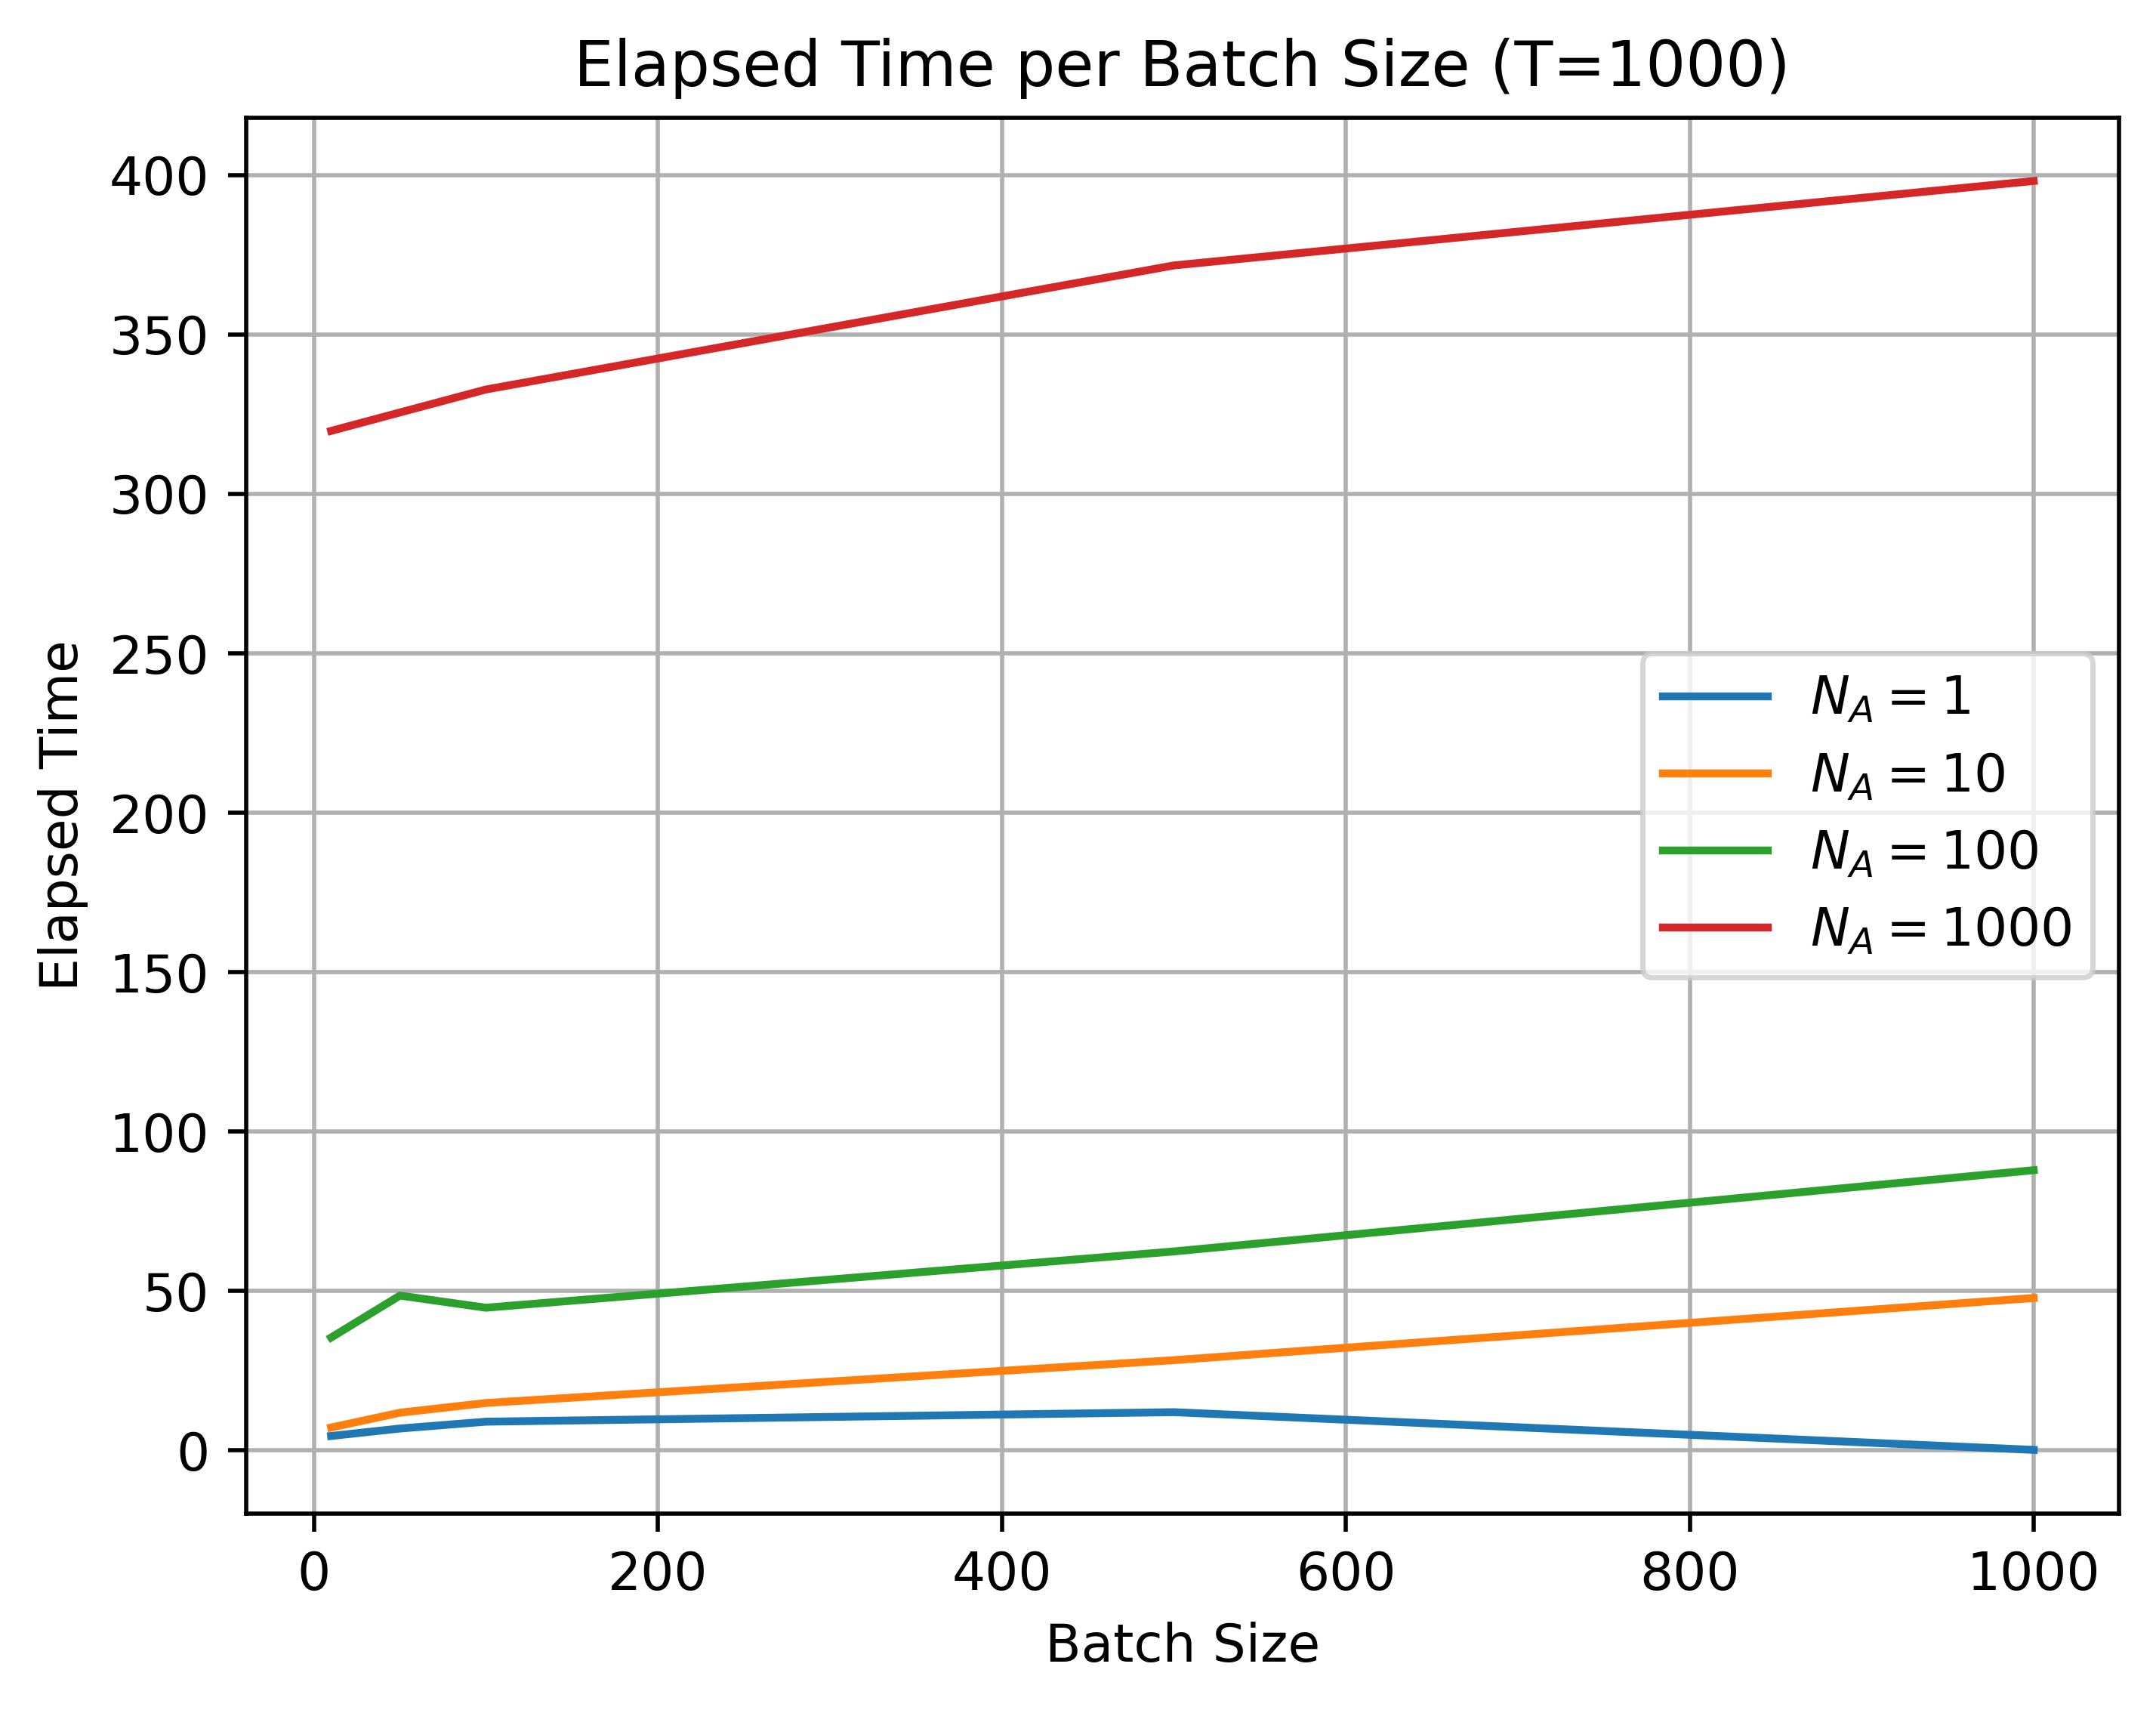 Elapsed Time per Batch Size (T=1000)
400
350
300
250
200
150
100
50
0
Elapsed Time
N_A = 1
N_A = 10
N_A = 100
N_A = 1000
0 200 400 600 800 1000
Batch Size